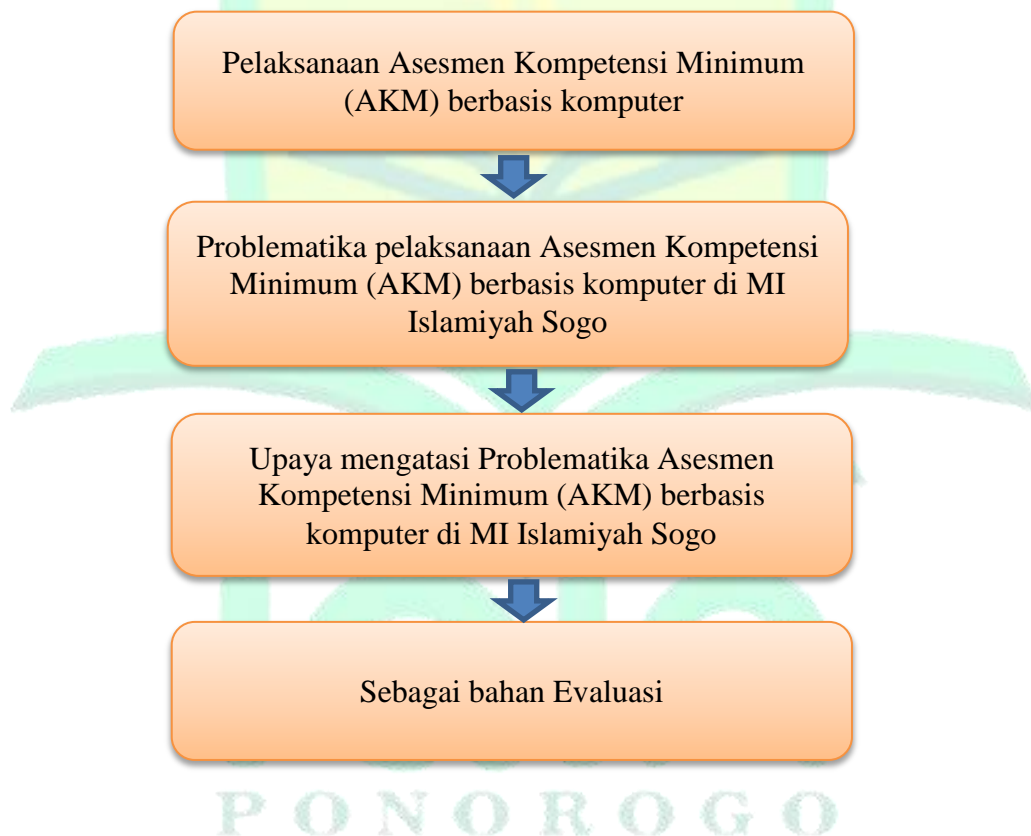 Pelaksanaan Asesmen Kompetensi Minimum
(AKM) berbasis komputer
Problematika pelaksanaan Asesmen Kompetensi
Minimum (AKM) berbasis komputer di MI
Islamiyah Sogo
Upaya mengatasi Problematika Asesmen
Kompetensi Minimum (AKM) berbasis
komputer di MI Islamiyah Sogo
Sebagai bahan Evaluasi
PONOROGO